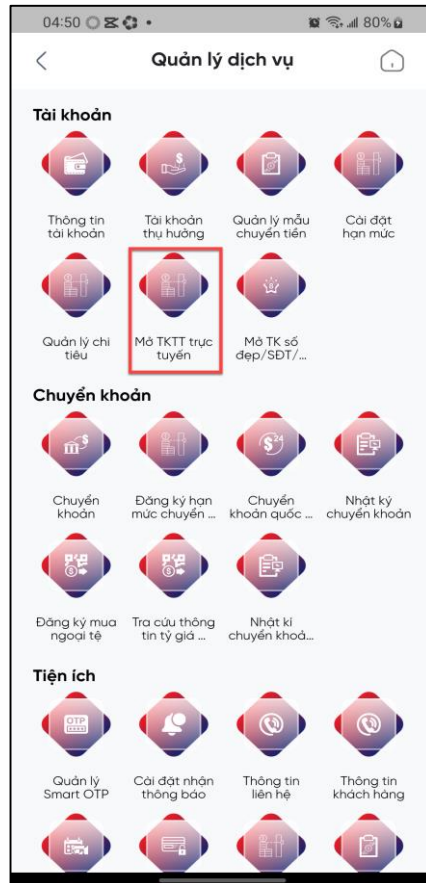 04:50
80%
Quản lý dịch vụ
Tài khoản
Thông tin
tài khoản
Tài khoản
thụ hưởng
Quản lý mẫu
chuyển tiền
Cài đặt
hạn mức
Quản lý chi
tiêu
Mở TKTT trực
tuyến
Mở TK số
đẹp/SĐT/...
Chuyển khoản
Chuyển
khoản
Đăng ký hạn
mức chuyển ...
Chuyển
khoản quốc ...
Nhật ký
chuyển khoản
Đăng ký mua
ngoại tệ
Tra cứu thông
tin tỷ giá ...
Nhật kí
chuyển khoả...
Tiện ích
OTP
Quản lý
Smart OTP
Cài đặt nhận
thông báo
Thông tin
liên hệ
Thông tin
khách hàng